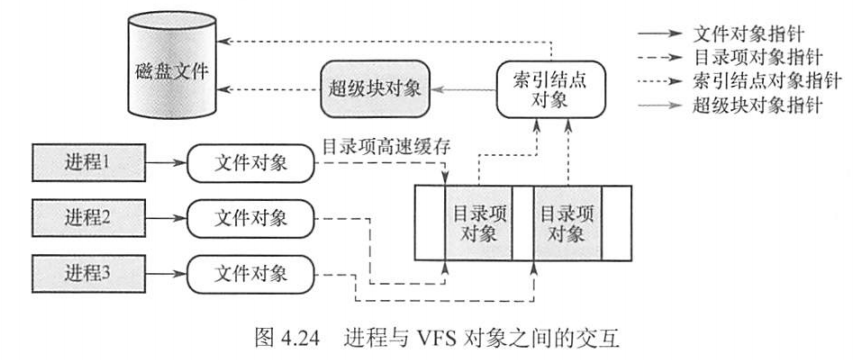 磁盘文件
超级块对象
索引结点
对象
文件对象指针
目录项对象指针
索引结点对象指针
超级块对象指针
目录项高速缓存
进程1
文件对象
进程2
文件对象
进程3
文件对象
目录项
对象
目录项
对象
图 4.24 进程与 VFS 对象之间的交互